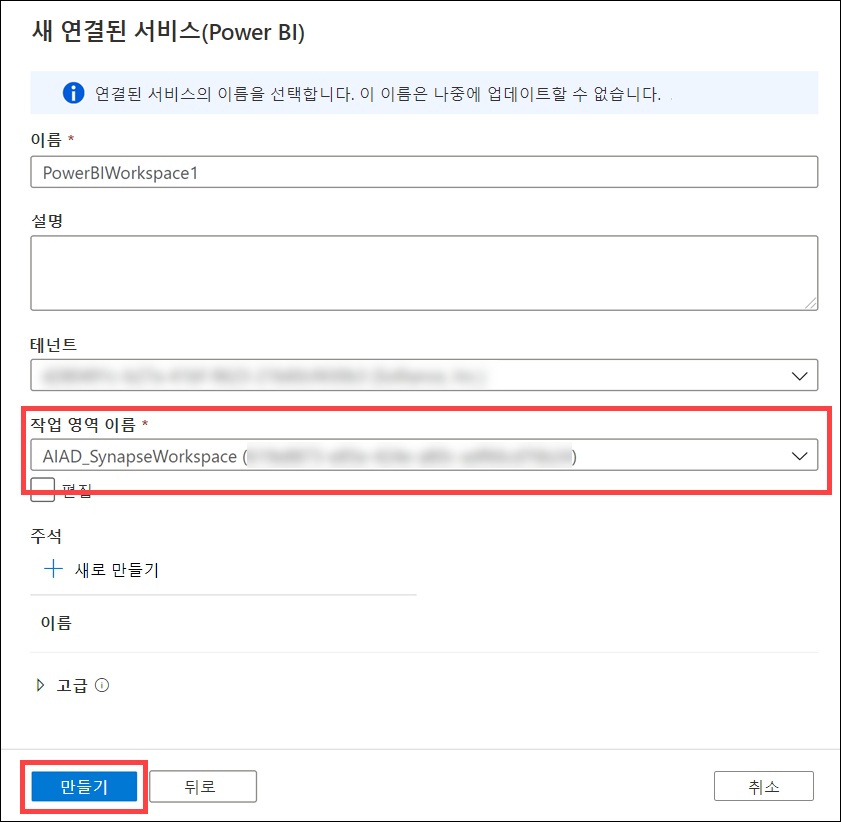 새 연결된 서비스(Power BI)
연결된 서비스의 이름을 선택합니다. 이 이름은 나중에 업데이트할 수 없습니다.
이름 *
PowerBIWorkspace1
설명
테넌트
작업 영역 이름 *
AIAD_SynapseWorkspace ( )
편집
주석
새로 만들기
이름
고급
만들기
뒤로
취소